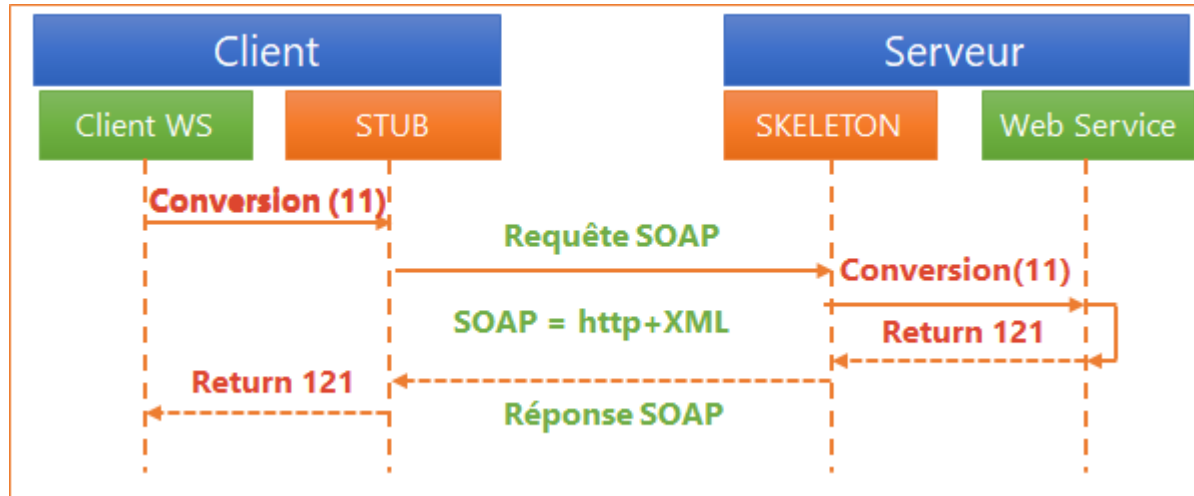 Client
Serveur
Client WS
STUB
SKELETON
Web Service
Conversion (11)
Requête SOAP
Conversion(11)
SOAP = http+XML
Return 121
Return 121
Réponse SOAP